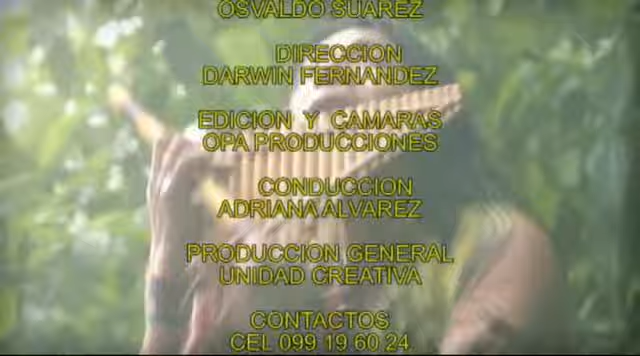 OSVALDO SUAREZ
DIRECCION
DARWIN FERNANDEZ
EDICION Y CAMARAS
OPA PRODUCCIONES
CONDUCCION
ADRIANA ALVAREZ
PRODUCCION GENERAL
UNIDAD CREATIVA
CONTACTOS
CEL 099 19 60 24